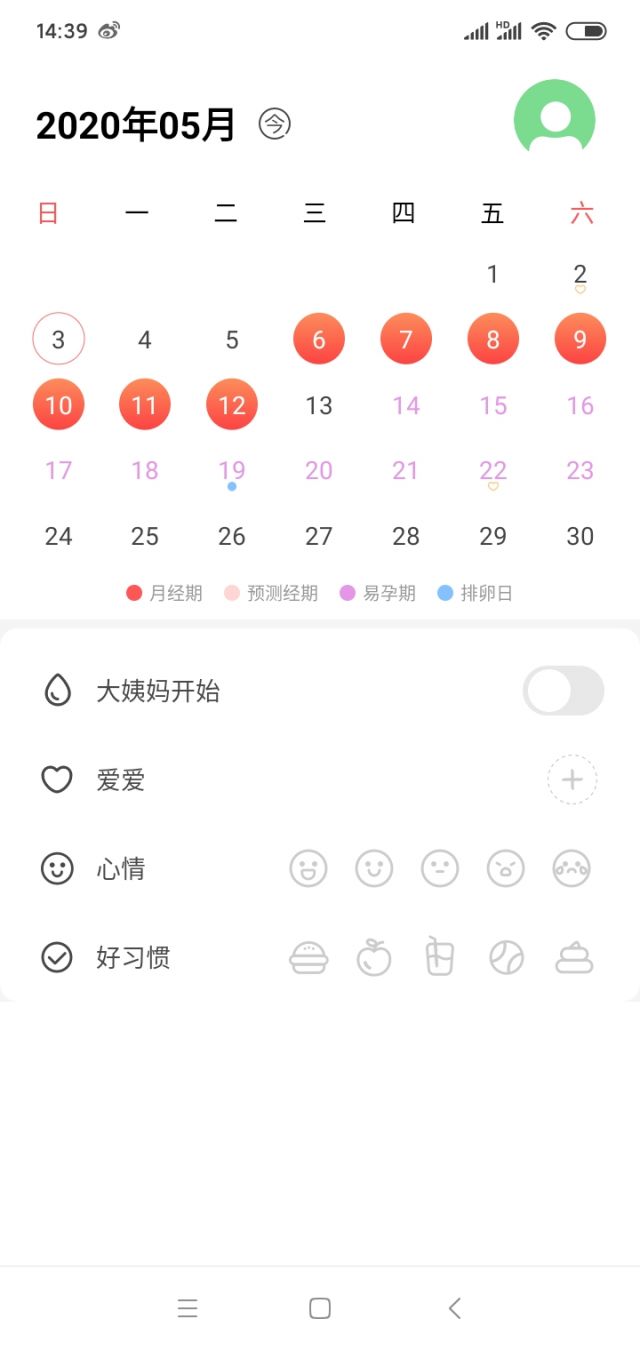 14:39 HD
2020年05月 今
日 一 二 三 四 五 六
1 2
3 4 5 6 7 8 9
10 11 12 13 14 15 16
17 18 19 20 21 22 23
24 25 26 27 28 29 30
月经期 预测经期 易孕期 排卵日
大姨妈开始
爱爱
心情
好习惯